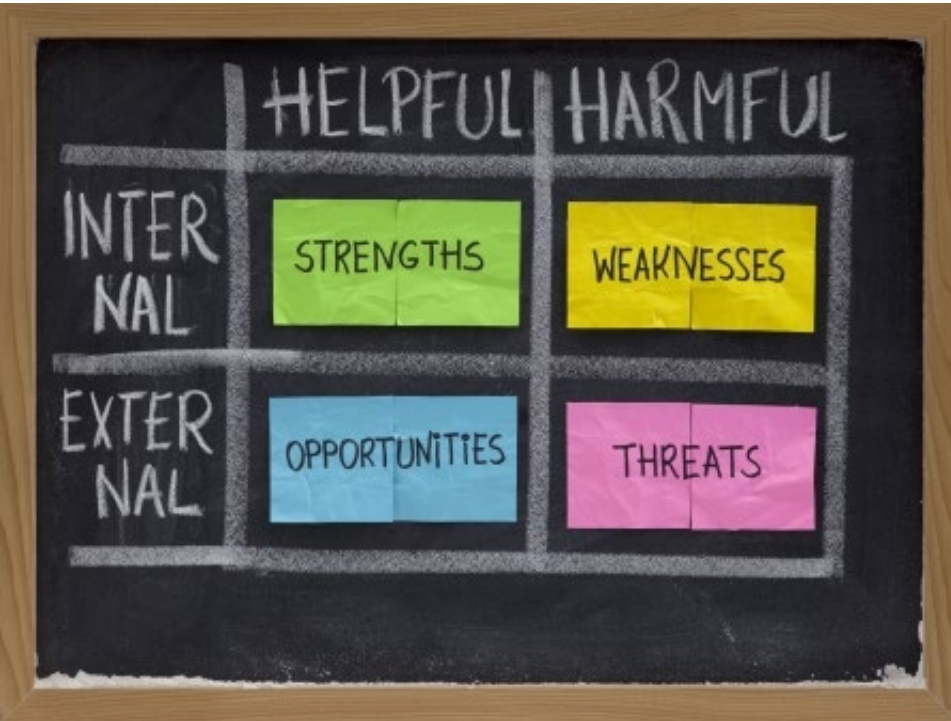 HELPFUL HARMFUL
INTER
NAL
STRENGTHS WEAKNESSES
EXTER
NAL
OPPORTUNITIES THREATS